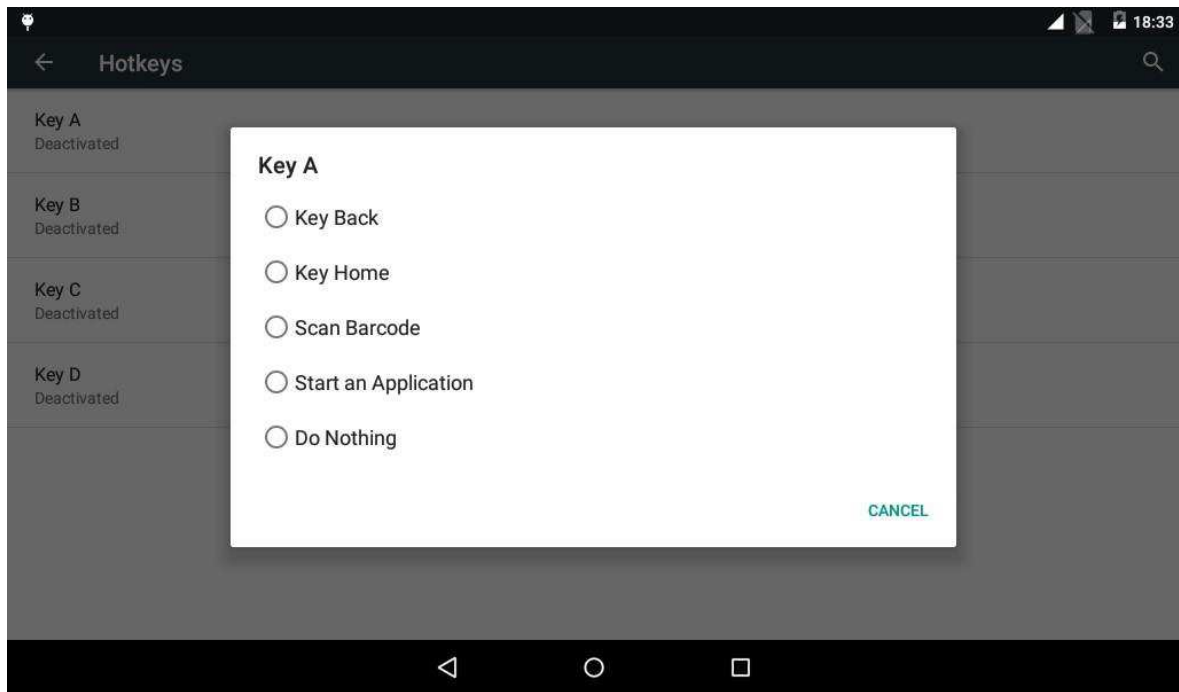 18:33
Hotkeys
Key A
Deactivated
Key B
Deactivated
Key C
Deactivated
Key D
Deactivated
Key A
Key Back
Key Home
Scan Barcode
Start an Application
Do Nothing
CANCEL